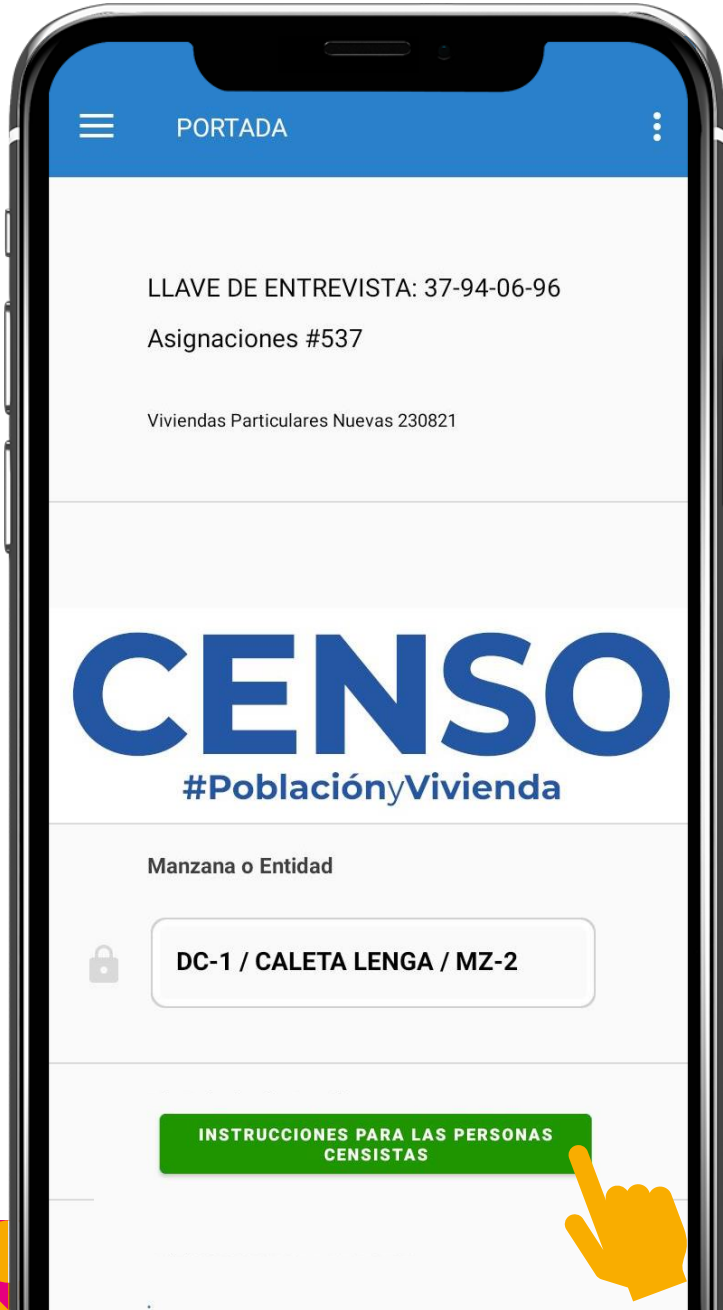 PORTADA
LLAVE DE ENTREVISTA: 37-94-06-96
Asignaciones #537
Viviendas Particulares Nuevas 230821
CENSO
#PoblaciónyVivienda
Manzana o Entidad
DC-1 / CALETA LENGA / MZ-2
INSTRUCCIONES PARA LAS PERSONAS
CENSISTAS